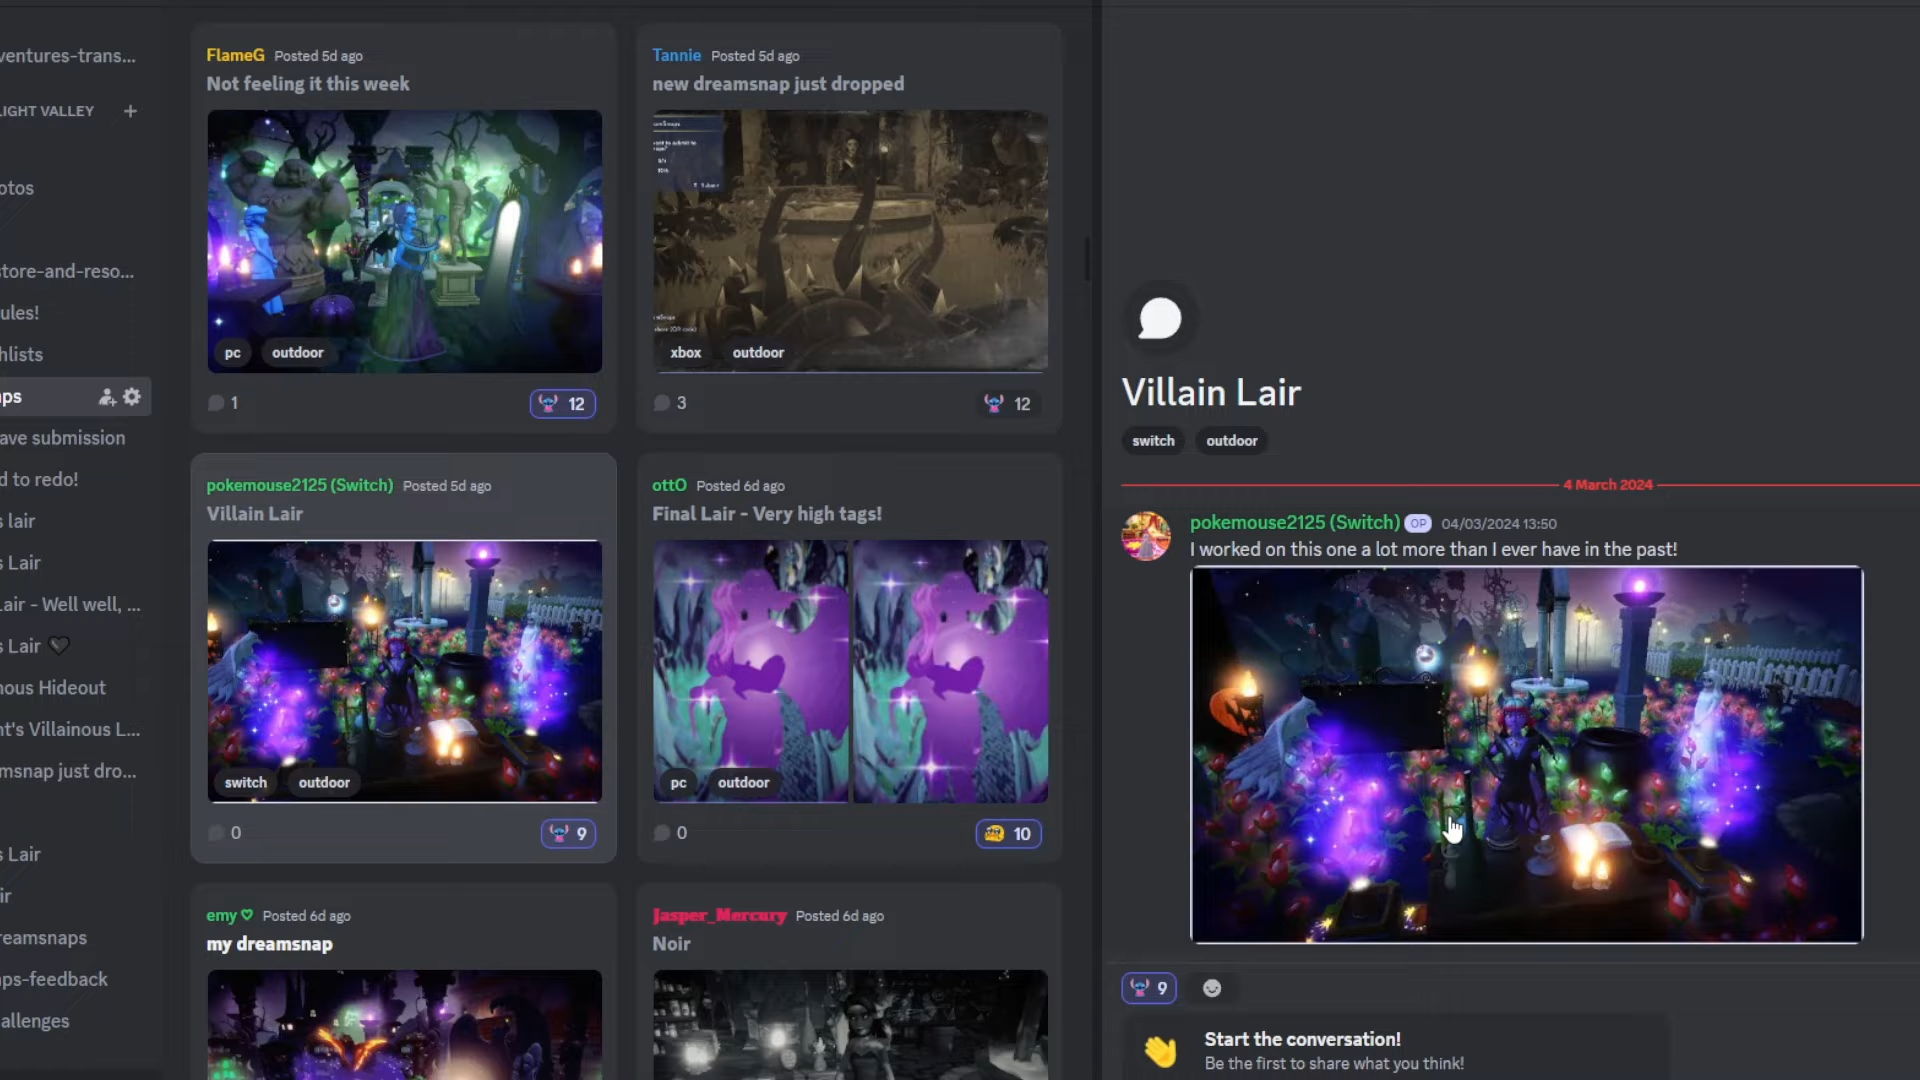 ventures-trans...
LIGHT VALLEY +
otos
store-and-reso...
ules!
hlists
aps
ave submission
d to redo!
s lair
s Lair
Lair - Well well, ...
s Lair
nous Hideout
nt's Villainous L...
msnap just dro...
s Lair
ir
reamsnaps
aps-feedback
allenges
FlameG Posted 5d ago
Not feeling it this week
pc outdoor
1 12
Tannie Posted 5d ago
new dreamsnap just dropped
xbox outdoor
3 12
pokemouse2125 (Switch) Posted 5d ago
Villain Lair
switch outdoor
0 9
ottO Posted 6d ago
Final Lair - Very high tags!
pc outdoor
0 10
emy Posted 6d ago
my dreamsnap
Jasper_Mercury Posted 6d ago
Noir
Villain Lair
switch outdoor
4 March 2024
pokemouse2125 (Switch) OP 04/03/2024 13:50
I worked on this one a lot more than I ever have in the past!
9
Start the conversation!
Be the first to share what you think!